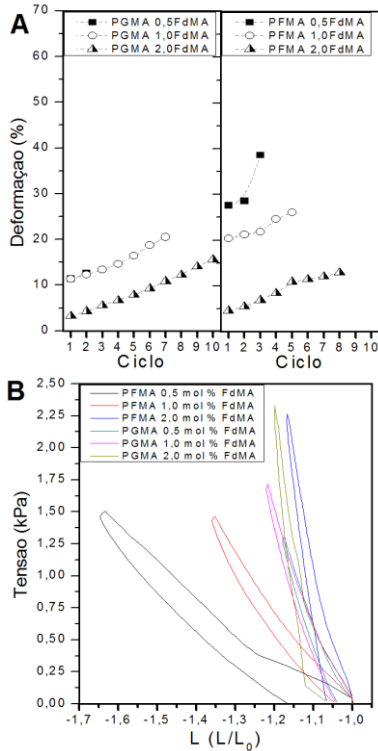 A
PGMA 0,5FdMA
PGMA 1,0FdMA
PGMA 2,0FdMA
PFMA 0,5FdMA
PFMA 1,0FdMA
PFMA 2,0FdMA
Deformaçao (%)
70
60
50
40
30
20
10
0
1 2 3 4 5 6 7 8 9 10
1 2 3 4 5 6 7 8 9 10
Ciclo
Ciclo
B
PFMA 0,5 mol % FdMA
PFMA 1,0 mol % FdMA
PFMA 2,0 mol % FdMA
PGMA 0,5 mol % FdMA
PGMA 1,0 mol % FdMA
PGMA 2,0 mol % FdMA
Tensao (kPa)
2,50
2,25
2,00
1,75
1,50
1,25
1,00
0,75
0,50
0,25
0,00
-1,7 -1,6 -1,5 -1,4 -1,3 -1,2 -1,1 -1,0
L (L/L0)